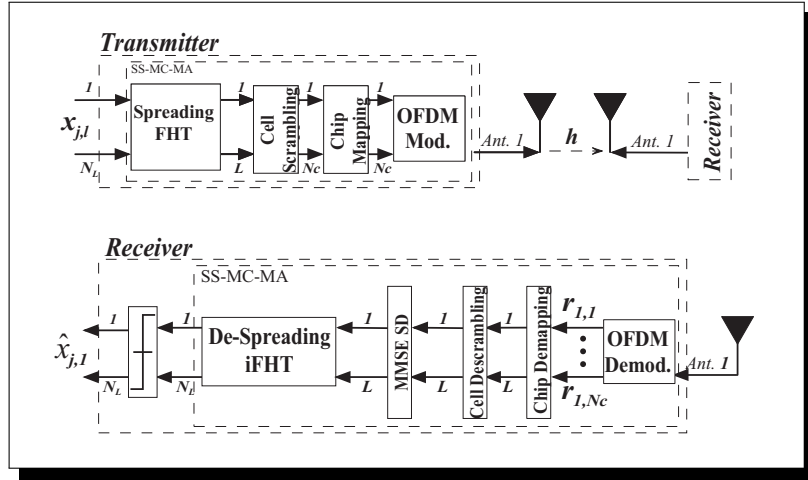 Transmitter
SS-MC-MA
1 1 1 1
x_{j,l} Spreading FHT Cell Scrambling Chip Mapping OFDM Mod.
N_L L Nc Nc
Ant. 1 h Ant. 1 Receiver
Receiver
SS-MC-MA
1 1 1 1 1 r_{1,1}
x̂_{j,1} De-Spreading iFHT MMSE SD Cell Descrambling Chip Demapping OFDM Demod.
N_L N_L L L L r_{1,Nc} Ant. 1